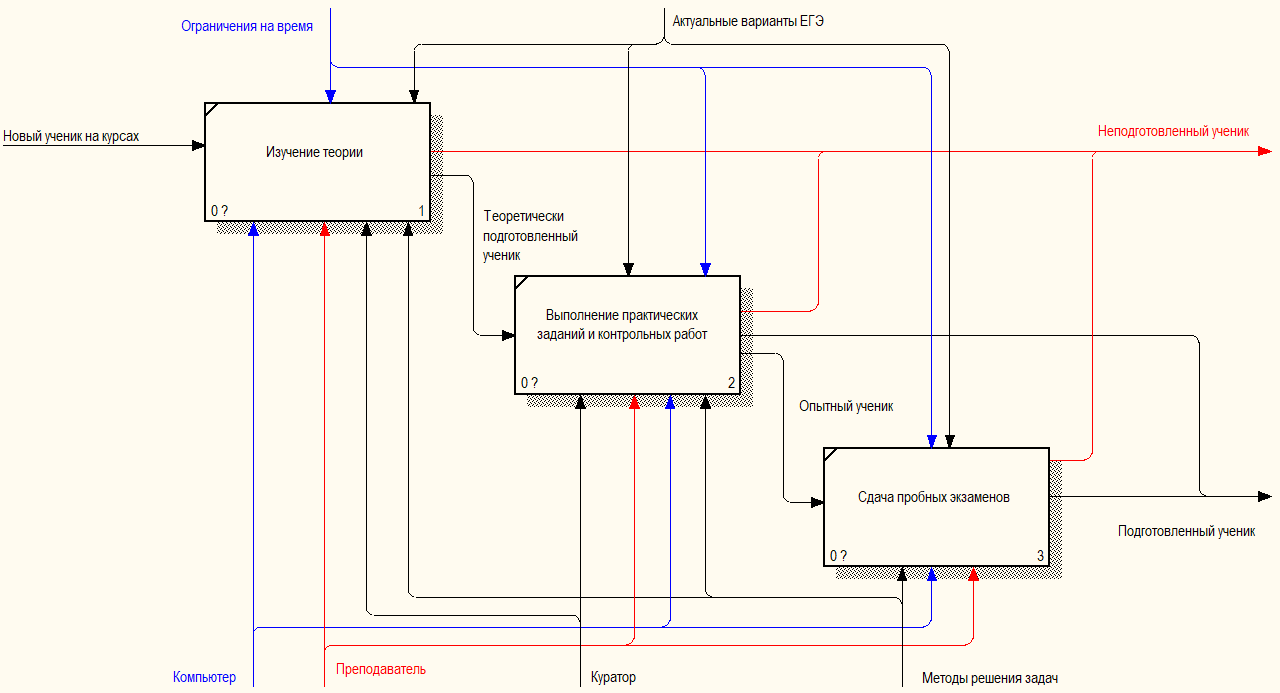 Ограничения на время
Актуальные варианты ЕГЭ
Новый ученик на курсах
Неподготовленный ученик
Изучение теории
0 ?
1
Теоретически
подготовленный
ученик
Выполнение практических
заданий и контрольных работ
0 ?
2
Опытный ученик
Сдача пробных экзаменов
0 ?
3
Подготовленный ученик
Компьютер
Преподаватель
Куратор
Методы решения задач